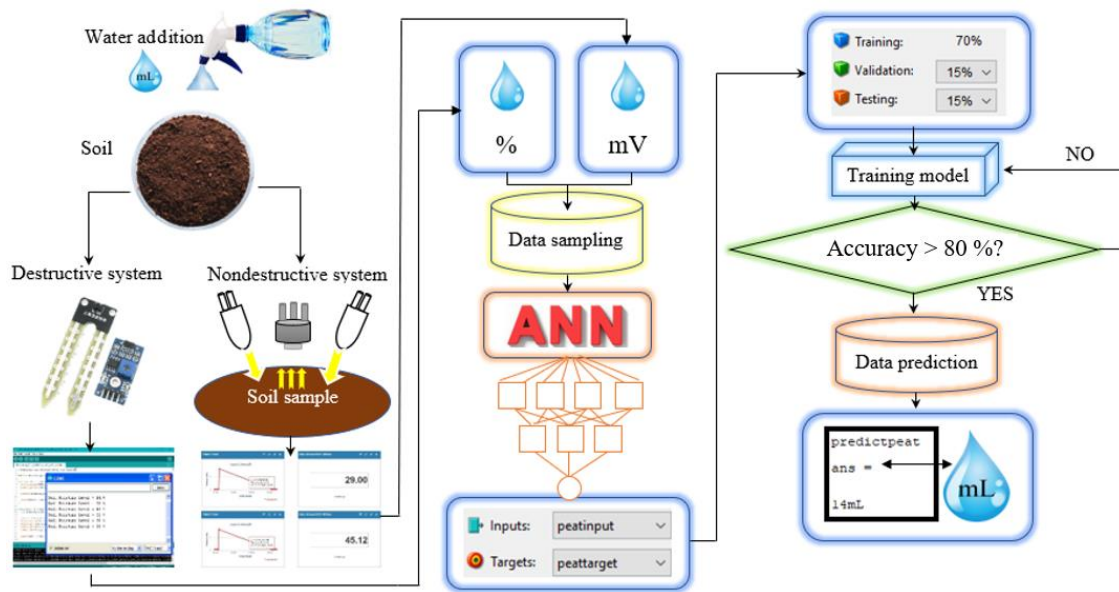 Water addition
mL
Soil
Destructive system
Nondestructive system
Soil sample
29.00
45.12
%
mV
Data sampling
ANN
Inputs:
peatinput
Targets:
peattarget
Training:
70%
Validation:
15%
Testing:
15%
Training model
NO
Accuracy > 80 %?
YES
Data prediction
predictpeat
ans =
14mL
mL